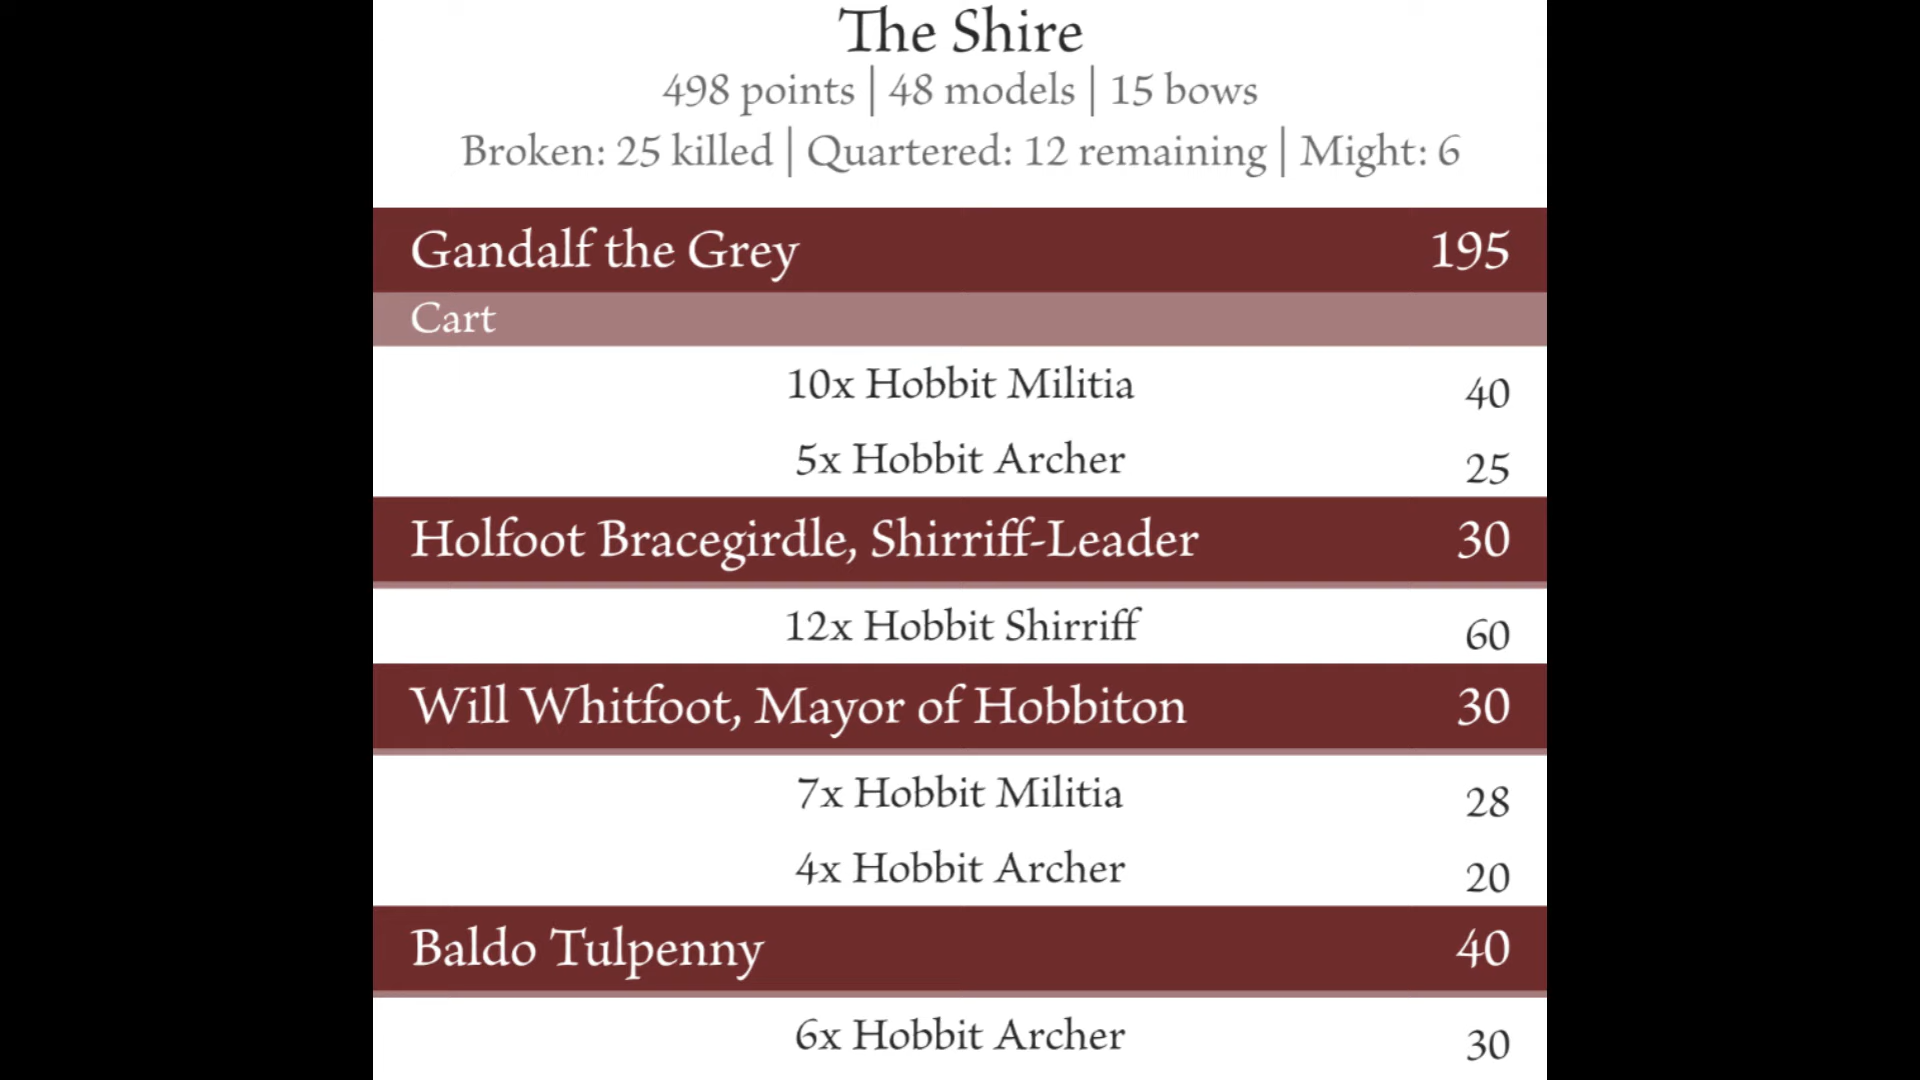 The Shire
498 points | 48 models | 15 bows
Broken: 25 killed | Quartered: 12 remaining | Might: 6
Gandalf the Grey 195
Cart
10x Hobbit Militia 40
5x Hobbit Archer 25
Holfoot Bracegirdle, Shirriff-Leader 30
12x Hobbit Shirriff 60
Will Whitfoot, Mayor of Hobbiton 30
7x Hobbit Militia 28
4x Hobbit Archer 20
Baldo Tulpenny 40
6x Hobbit Archer 30